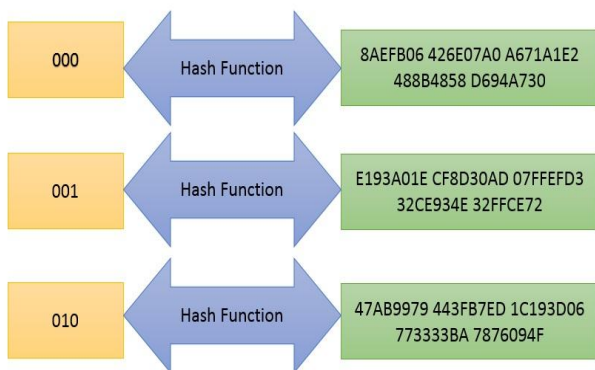 000
Hash Function
8AEFB06 426E07A0 A671A1E2
488B4858 D694A730
001
Hash Function
E193A01E CF8D30AD 07FFEFD3
32CE934E 32FFCE72
010
Hash Function
47AB9979 443FB7ED 1C193D06
773333BA 7876094F